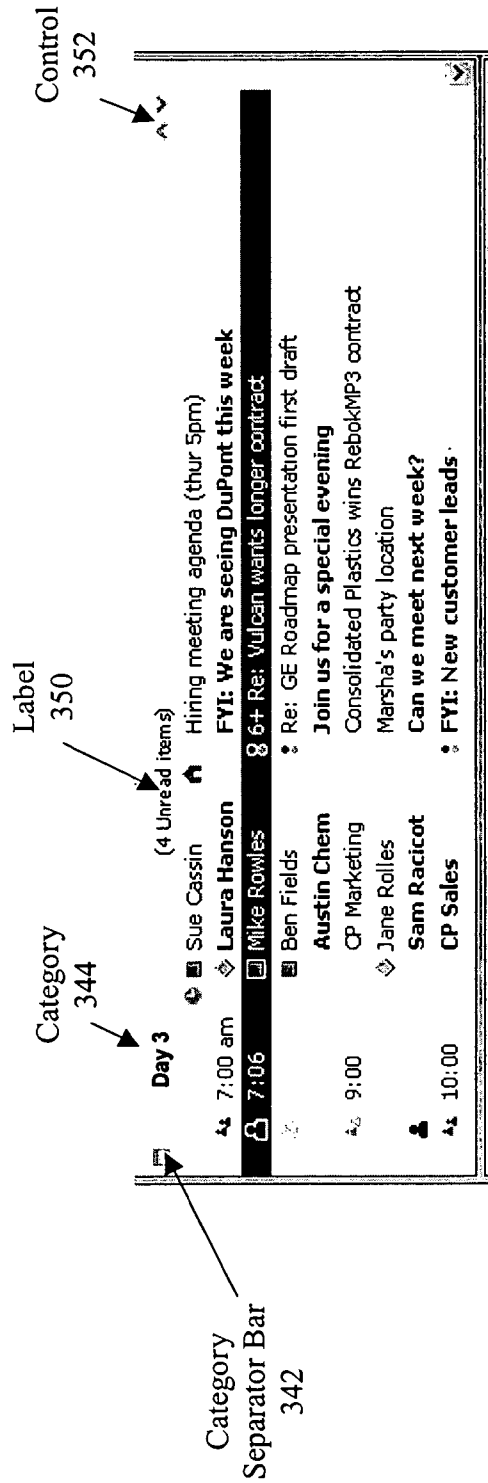 Category
344
Label
350
Control
352
Category
Separator Bar
342
Day 3 (4 Unread items)
Sue Cassin Hiring meeting agenda (thur 5pm)
7:00 am Laura Hanson FYI: We are seeing DuPont this week
7:06 Mike Rowles 6+ Re: Vulcan wants longer contract
Ben Fields Re: GE Roadmap presentation first draft
Austin Chem Join us for a special evening
9:00 CP Marketing Consolidated Plastics wins RebokMP3 contract
Jane Rolles Marsha's party location
Sam Racicot Can we meet next week?
10:00 CP Sales FYI: New customer leads